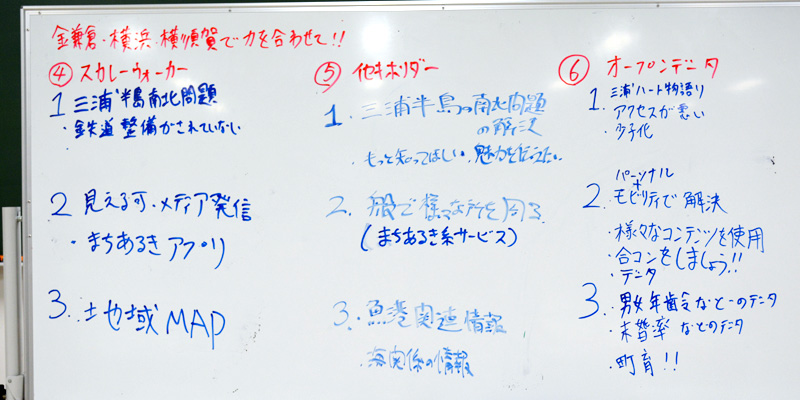 金鎌倉・横浜・横須賀で力を合わせて!!
④ スカレーウォーカー
1 三浦半島南北問題
・鉄道整備がされていない
2 見える可・メディア発信
・まちあるきアプリ
3. 土地域MAP
⑤ 他キホルダー
1. 三浦半島の南北問題
の解決
・もっと知ってほしい、魅力を伝えたい
2. 船で様々な所を回る
(まちあるき系サービス)
3. 魚港関連情報
海関係の情報
⑥ オープンデータ
1. 三浦ハート物語り
アクセスが悪い
・少子化
パーソナル
+
2. モビリティで解決
・様々なコンテンツを使用
・合コンをしましょう!!
・データ
3. ・男女年齢などのデータ
・未婚率などのデータ
・町育!!